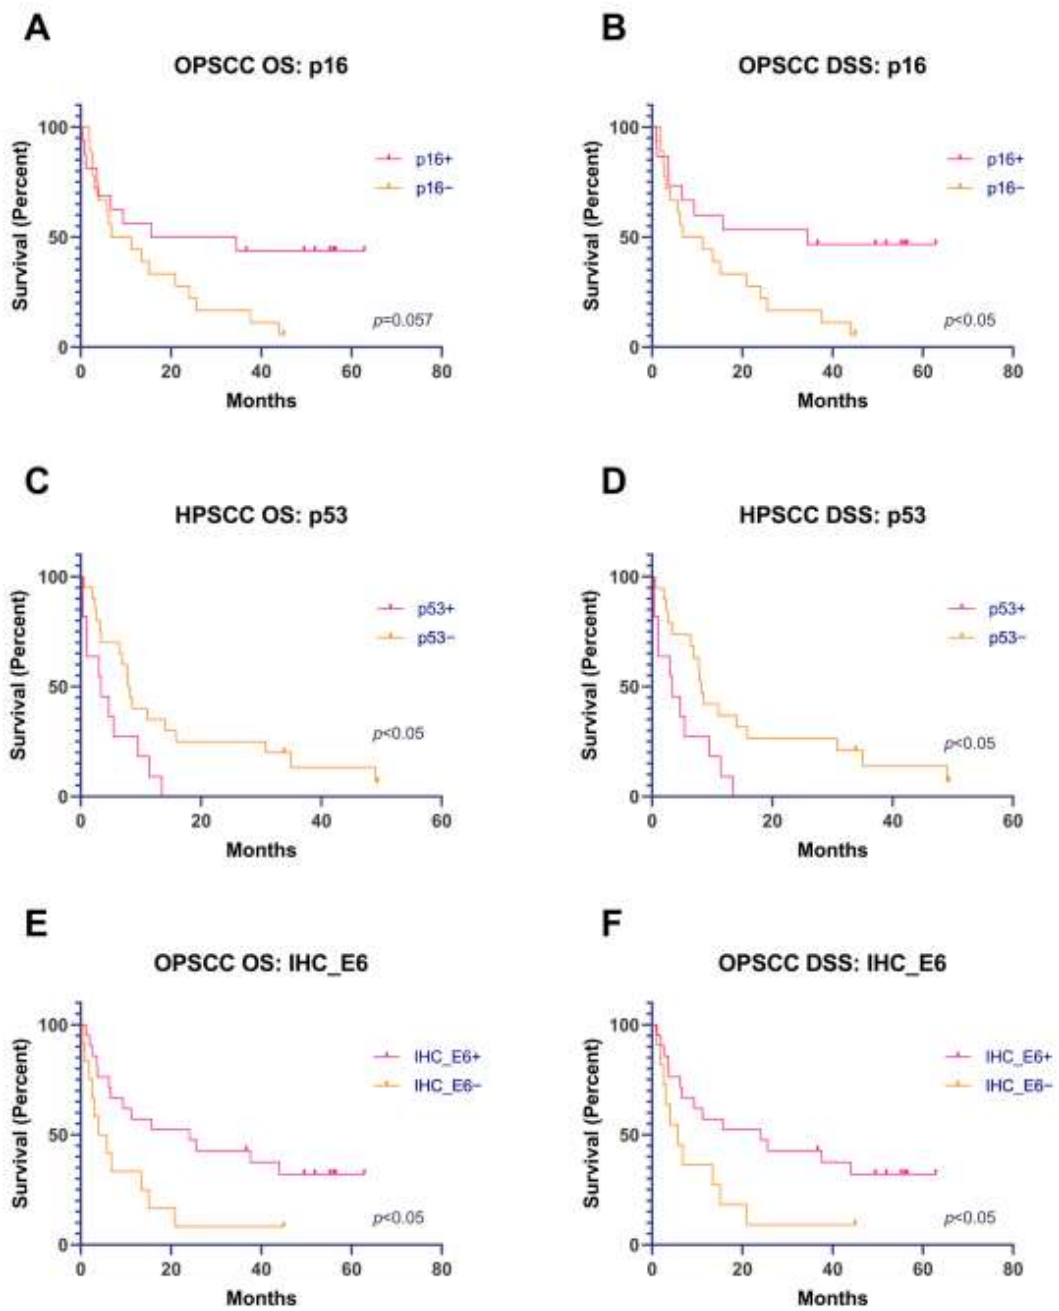 A
OPSCC OS: p16
Survival (Percent)
100
50
0
p16+
p16−
p=0.057
0 20 40 60 80
Months
B
OPSCC DSS: p16
Survival (Percent)
100
50
0
p16+
p16−
p<0.05
0 20 40 60 80
Months
C
HPSCC OS: p53
Survival (Percent)
100
50
0
p53+
p53−
p<0.05
0 20 40 60
Months
D
HPSCC DSS: p53
Survival (Percent)
100
50
0
p53+
p53−
p<0.05
0 20 40 60
Months
E
OPSCC OS: IHC_E6
Survival (Percent)
100
50
0
IHC_E6+
IHC_E6−
p<0.05
0 20 40 60 80
Months
F
OPSCC DSS: IHC_E6
Survival (Percent)
100
50
0
IHC_E6+
IHC_E6−
p<0.05
0 20 40 60 80
Months